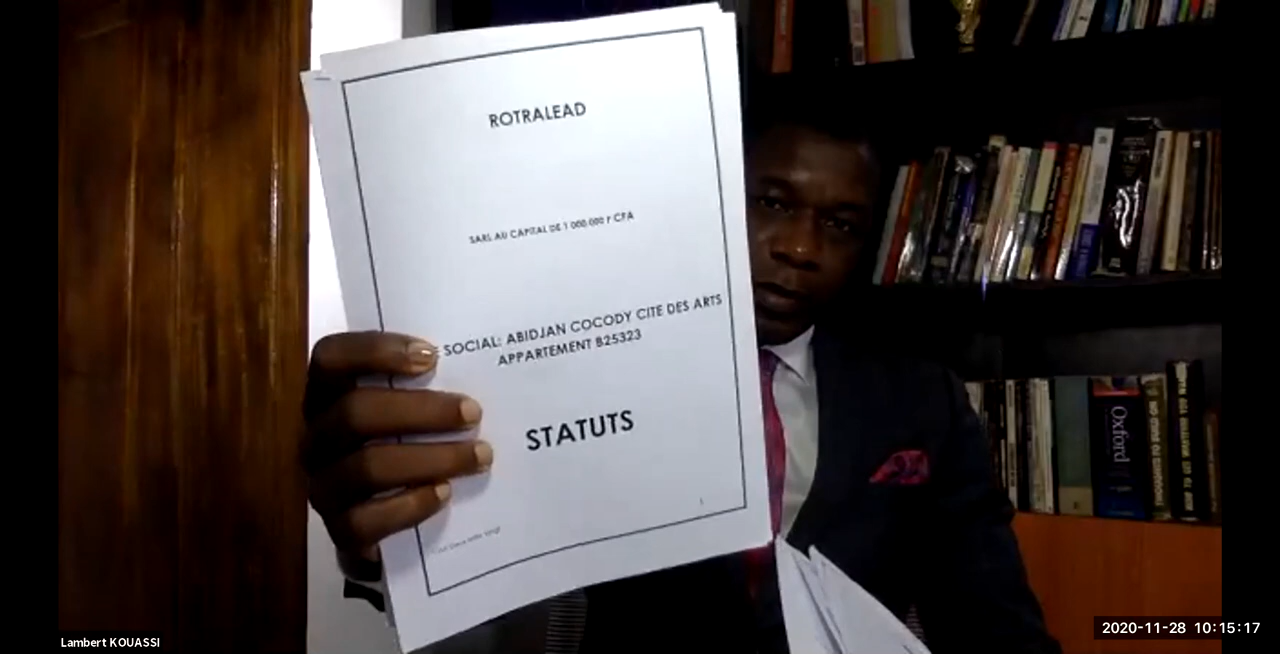 ROTRALEAD
SARL AU CAPITAL DE 1 000.000 F CFA
SOCIAL: ABIDJAN COCODY CITE DES ARTS
APPARTEMENT B25323
STATUTS
1
Oxford
Lambert KOUASSI
2020-11-28 10:15:17